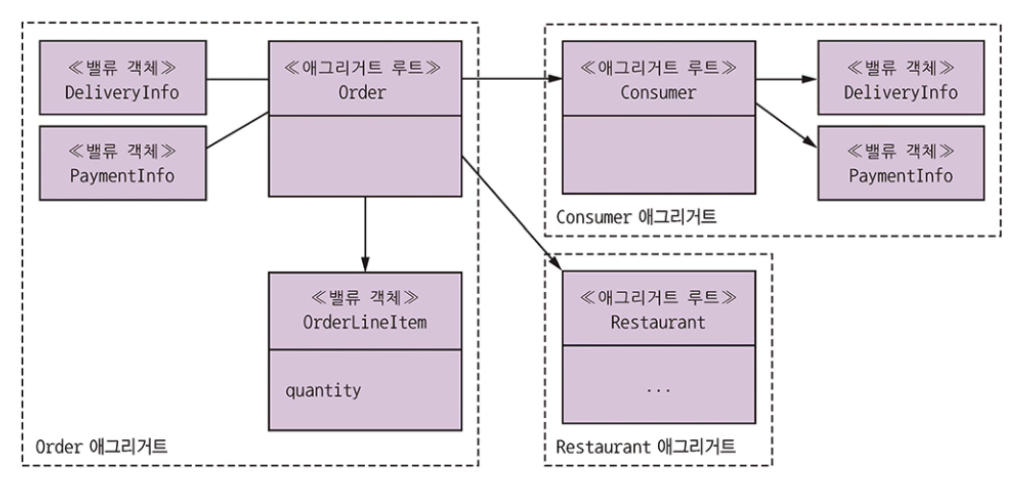 ≪밸류 객체≫
DeliveryInfo
≪밸류 객체≫
PaymentInfo
≪애그리거트 루트≫
Order
≪밸류 객체≫
OrderLineItem
quantity
Order 애그리거트
≪애그리거트 루트≫
Consumer
≪밸류 객체≫
DeliveryInfo
≪밸류 객체≫
PaymentInfo
Consumer 애그리거트
≪애그리거트 루트≫
Restaurant
...
Restaurant 애그리거트